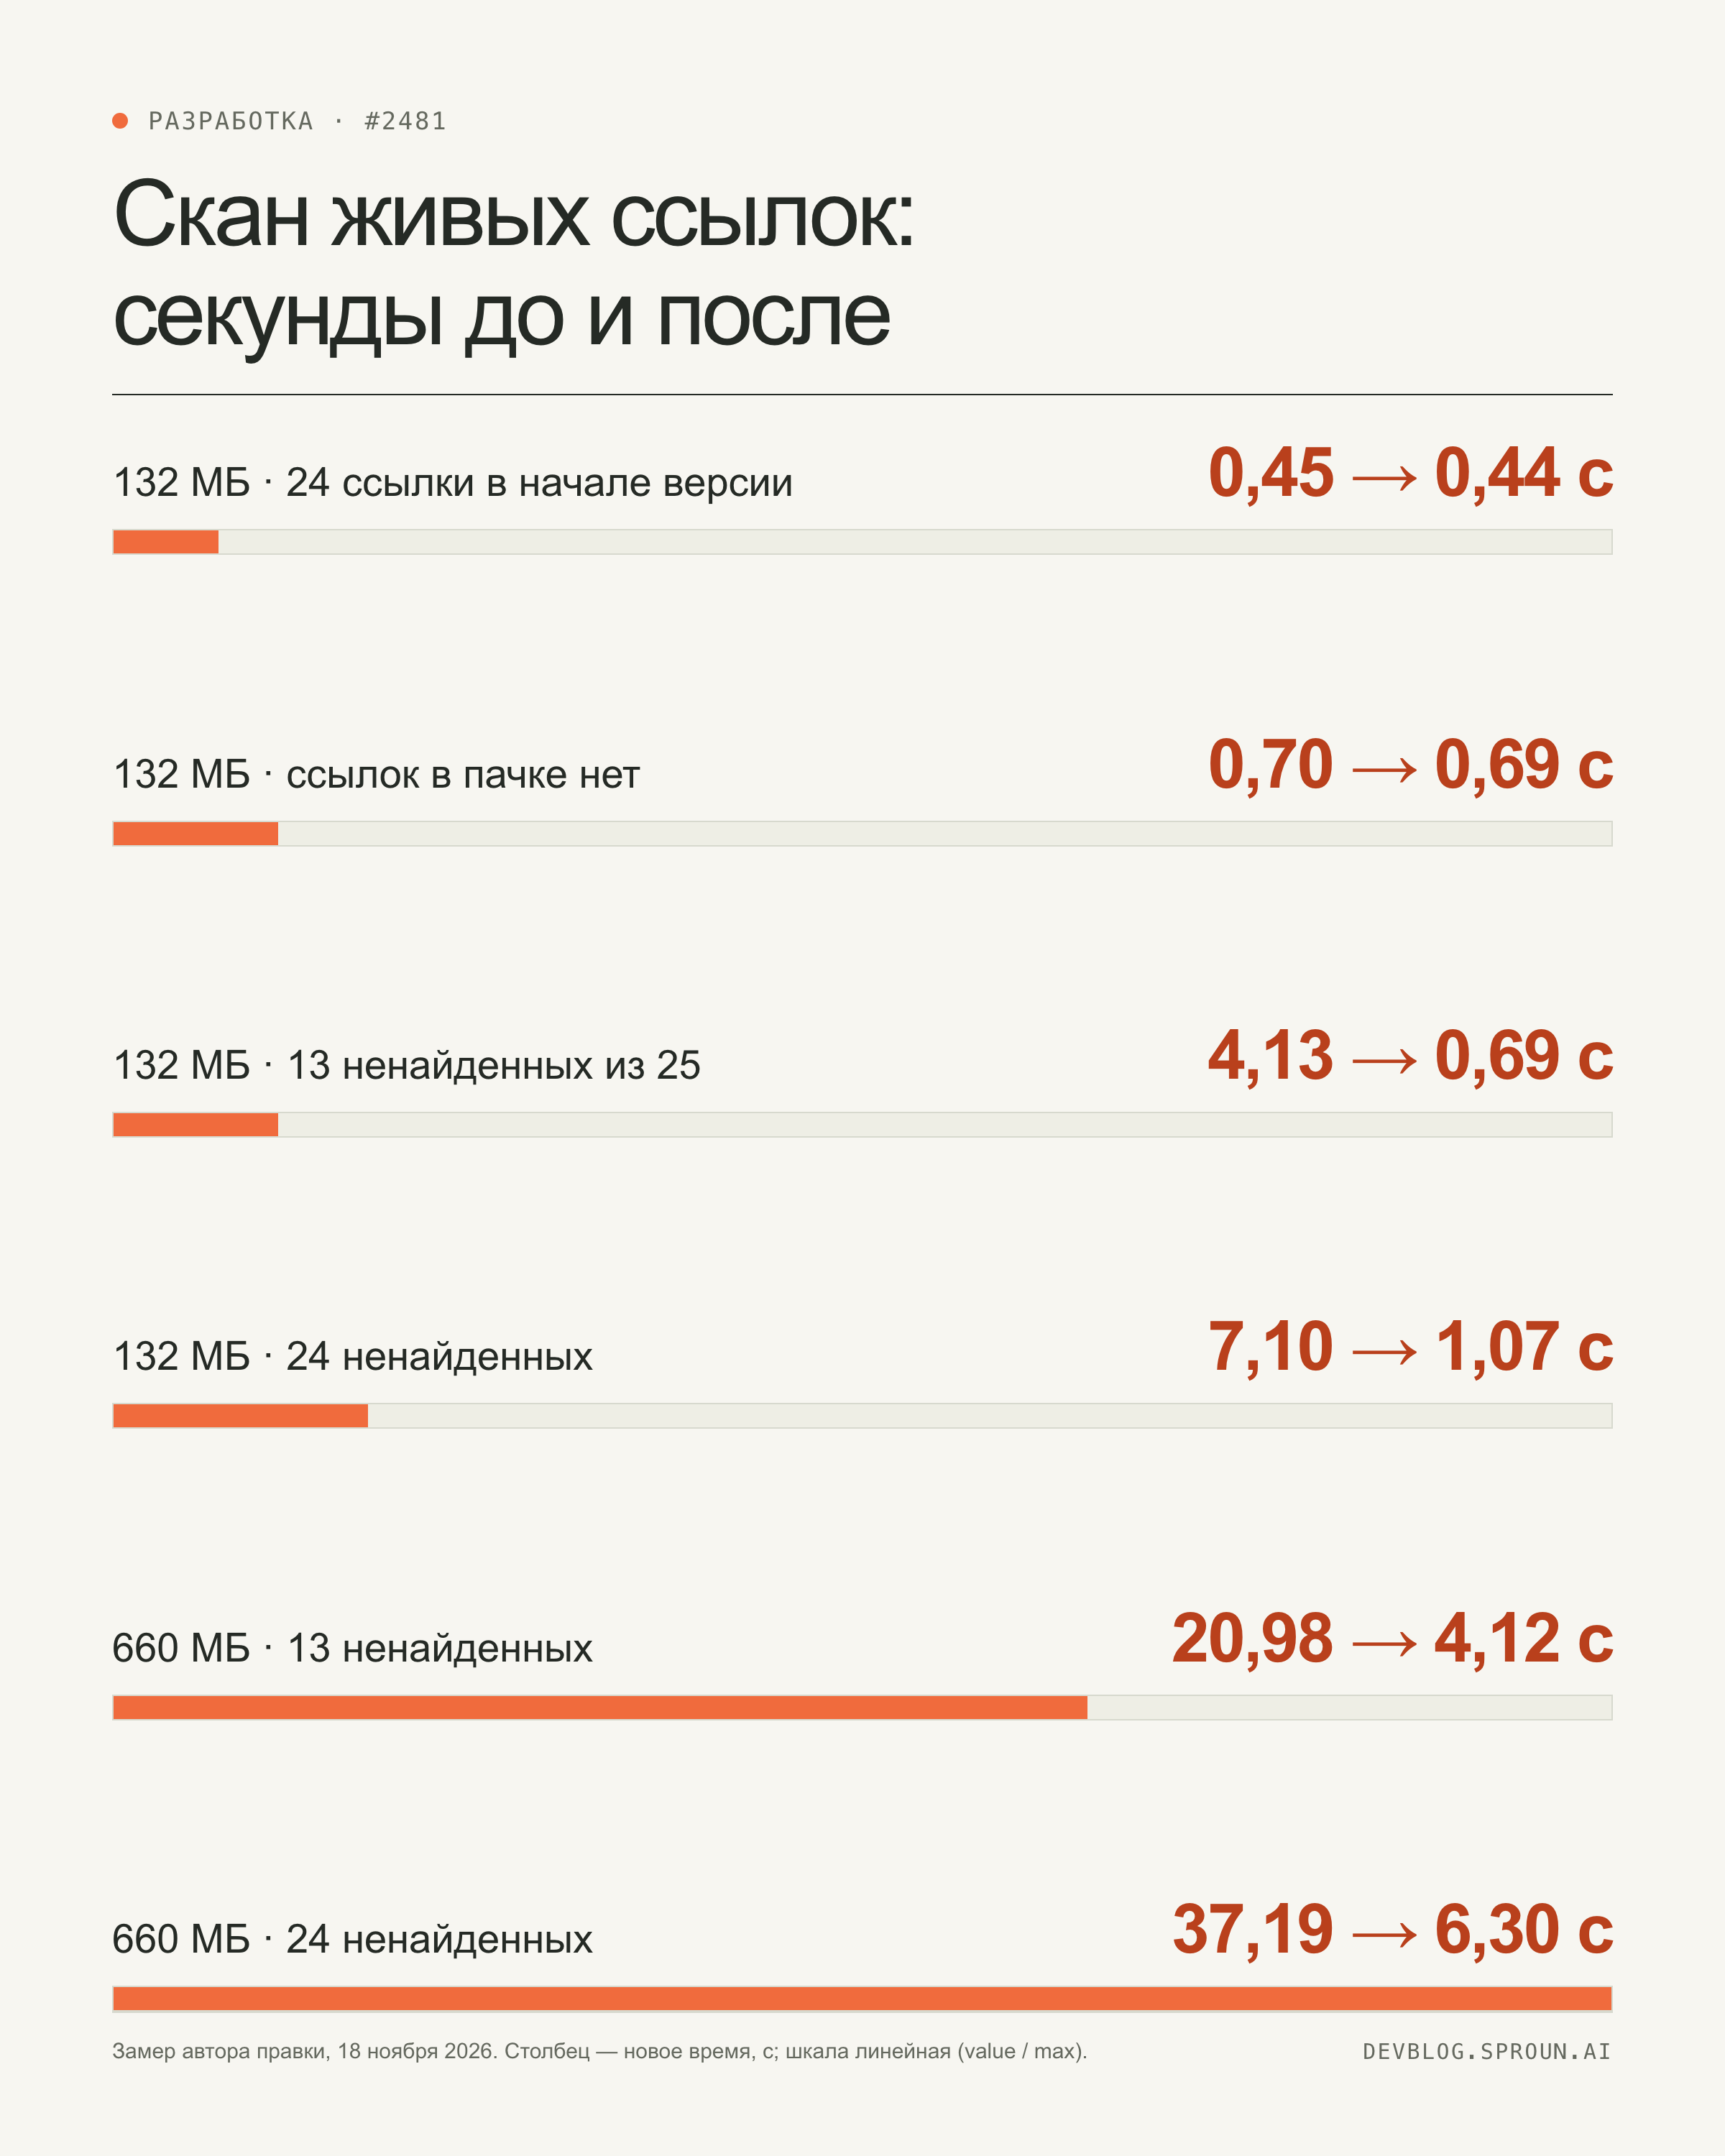 РАЗРАБОТКА · #2481
Скан живых ссылок:
секунды до и после
132 МБ · 24 ссылки в начале версии
0,45 → 0,44 с
132 МБ · ссылок в пачке нет
0,70 → 0,69 с
132 МБ · 13 ненайденных из 25
4,13 → 0,69 с
132 МБ · 24 ненайденных
7,10 → 1,07 с
660 МБ · 13 ненайденных
20,98 → 4,12 с
660 МБ · 24 ненайденных
37,19 → 6,30 с
Замер автора правки, 18 ноября 2026. Столбец — новое время, с; шкала линейная (value / max).
DEVBLOG.SPROUN.AI